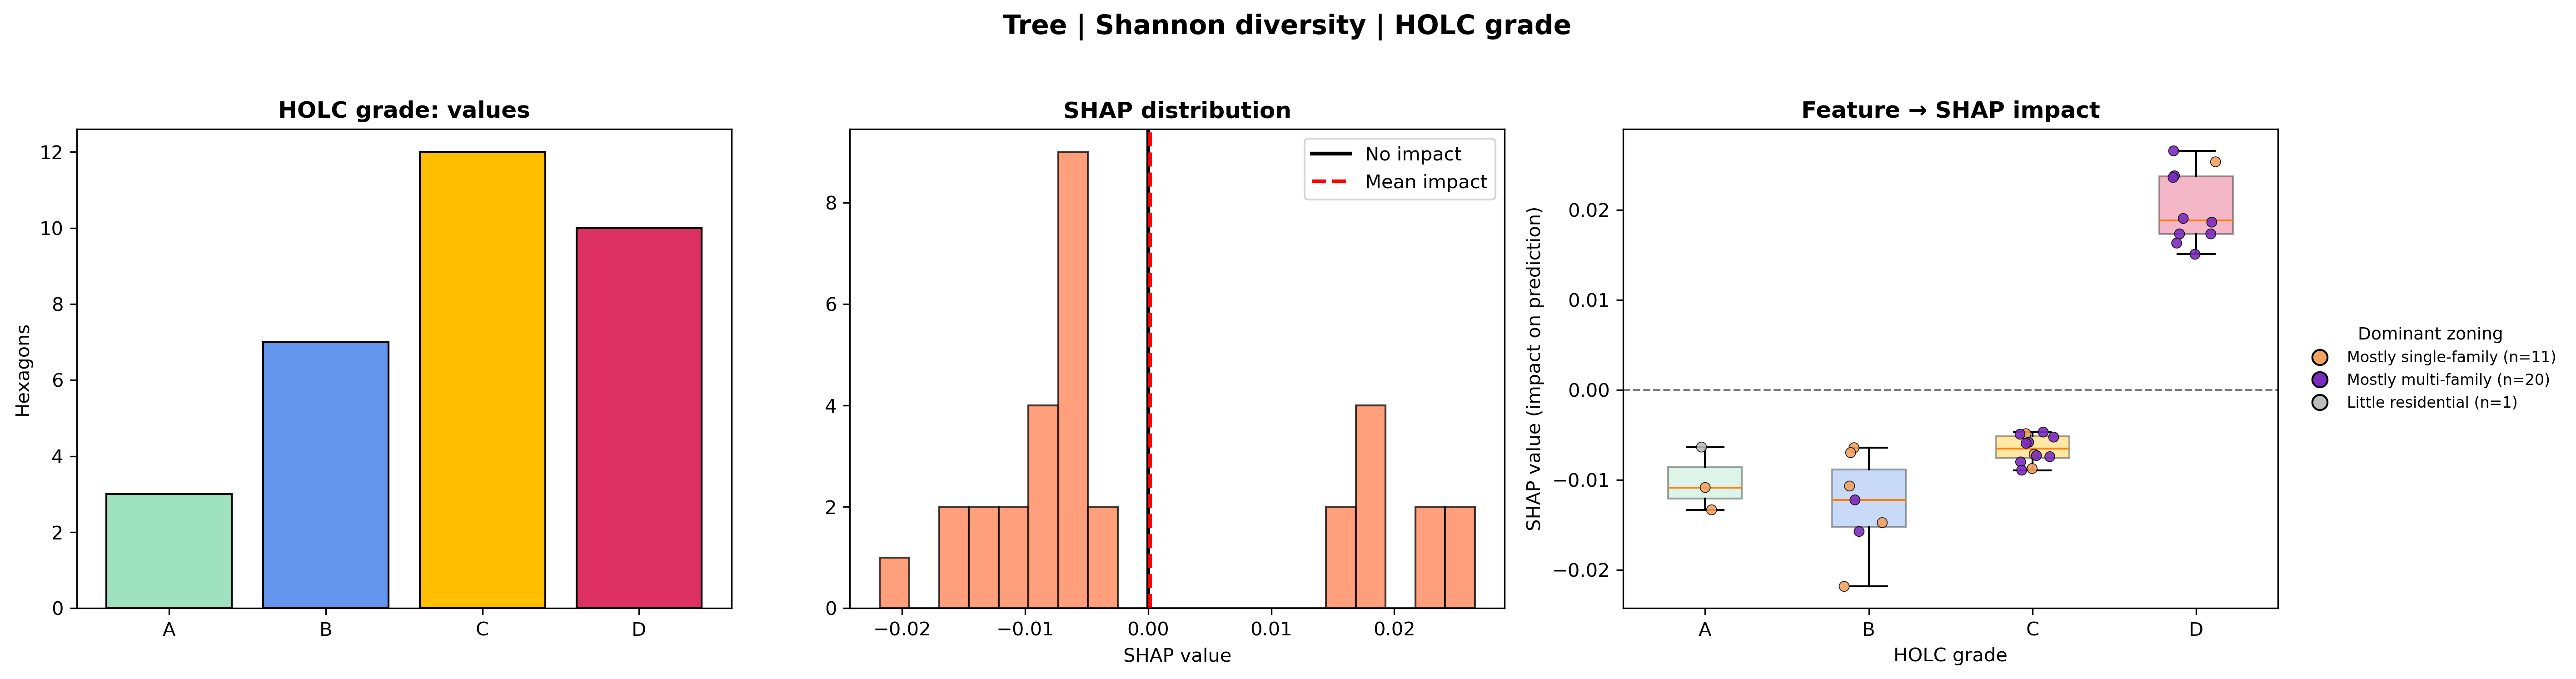 Tree | Shannon diversity | HOLC grade
HOLC grade: values
Hexagons
12
10
8
6
4
2
0
A
B
C
D
SHAP distribution
No impact
Mean impact
8
6
4
2
0
−0.02
−0.01
0.00
0.01
0.02
SHAP value
Feature → SHAP impact
SHAP value (impact on prediction)
0.02
0.01
0.00
−0.01
−0.02
A
B
C
D
HOLC grade
Dominant zoning
Mostly single-family (n=11)
Mostly multi-family (n=20)
Little residential (n=1)